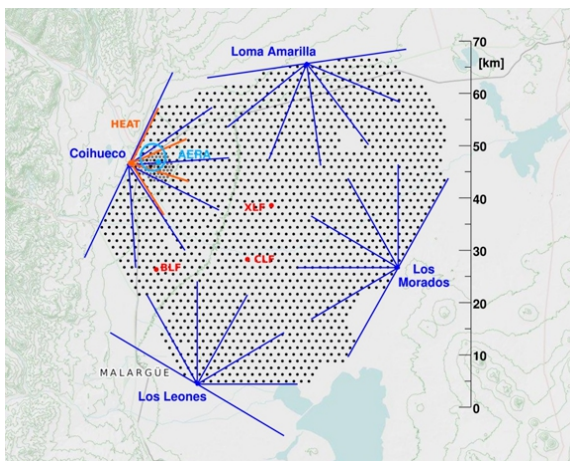 Loma Amarilla
70
[km]
60
HEAT
Coihueco
AERA
50
40
XLF
30
BLF
CLF
Los
Morados
20
10
MALARGÜE
Los Leones
0